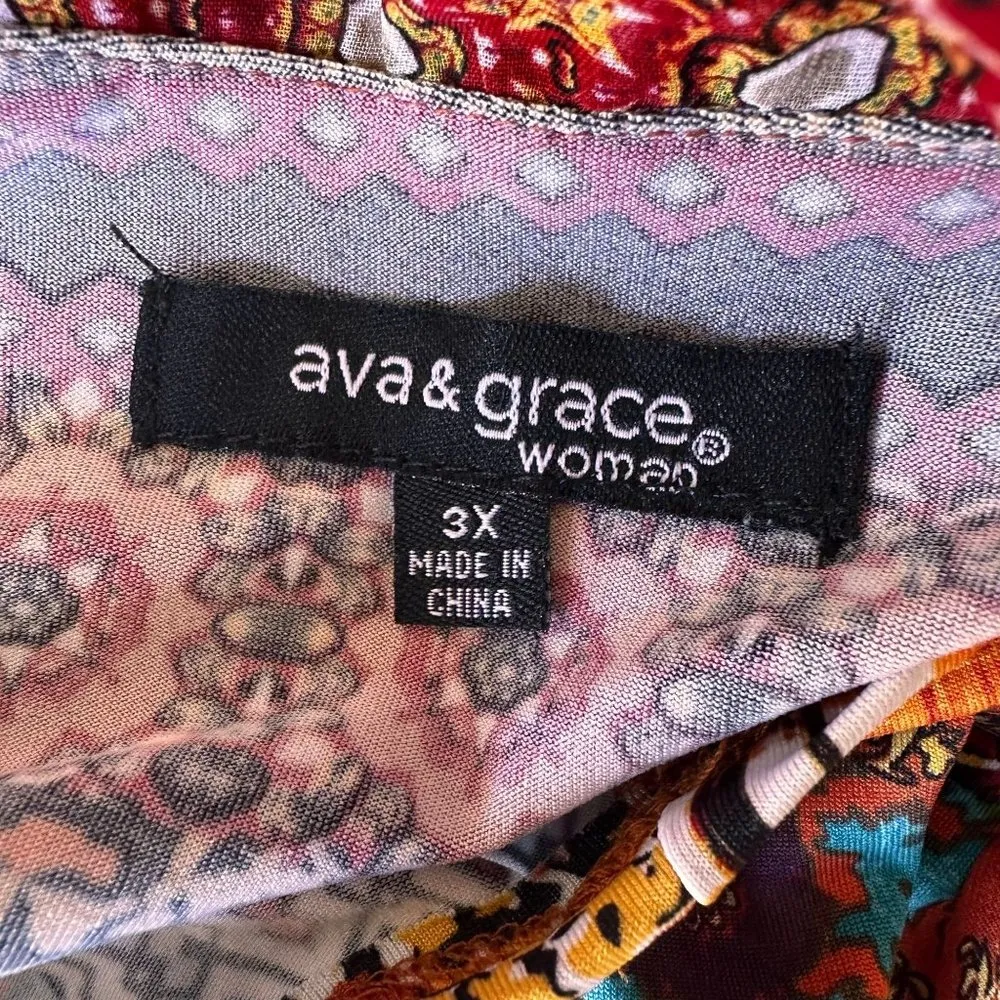 ava & grace®
woman
3X
MADE IN
CHINA